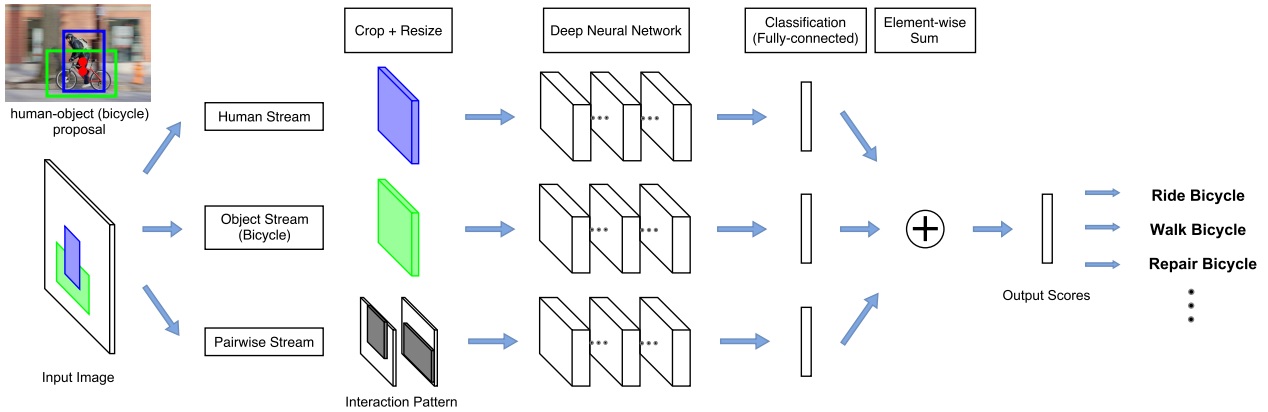 Crop + Resize
Deep Neural Network
Classification
(Fully-connected)
Element-wise
Sum
human-object (bicycle)
proposal
Human Stream
Object Stream
(Bicycle)
Pairwise Stream
Input Image
Interaction Pattern
Output Scores
Ride Bicycle
Walk Bicycle
Repair Bicycle